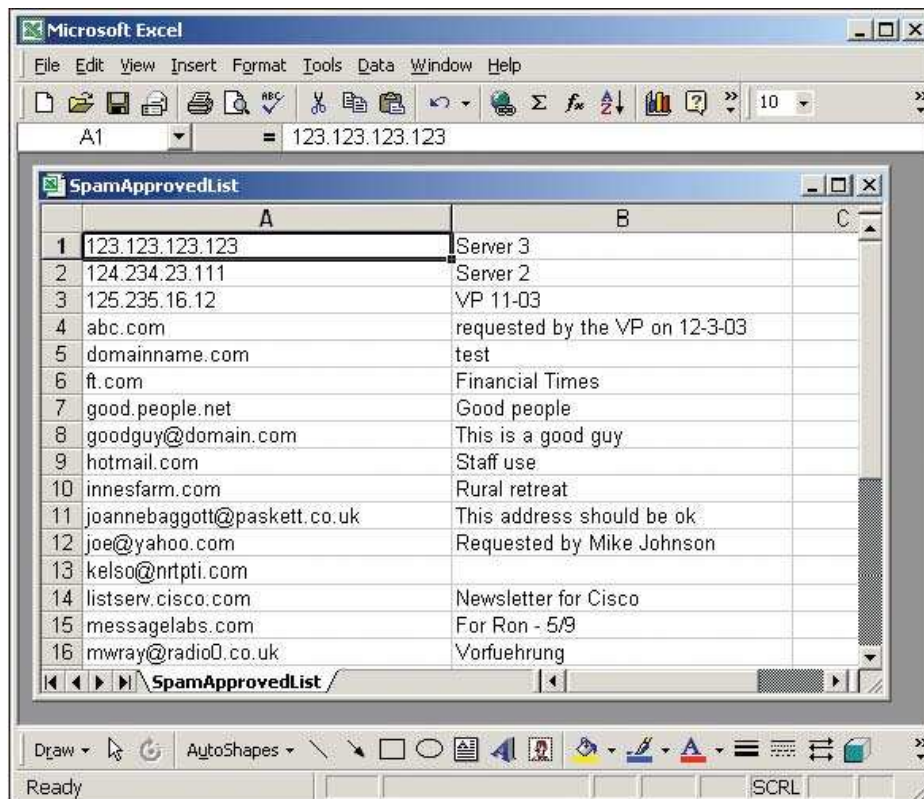 Microsoft Excel
File Edit View Insert Format Tools Data Window Help
ABC 10
A1 = 123.123.123.123
SpamApprovedList
A B C
1 123.123.123.123 Server 3
2 124.234.23.111 Server 2
3 125.235.16.12 VP 11-03
4 abc.com requested by the VP on 12-3-03
5 domainname.com test
6 ft.com Financial Times
7 good.people.net Good people
8 goodguy@domain.com This is a good guy
9 hotmail.com Staff use
10 innesfarm.com Rural retreat
11 joannebaggott@paskett.co.uk This address should be ok
12 joe@yahoo.com Requested by Mike Johnson
13 kelso@nrtpti.com
14 listserv.cisco.com Newsletter for Cisco
15 messagelabs.com For Ron - 5/9
16 mwray@radio0.co.uk Vorfuehrung
SpamApprovedList
Draw AutoShapes
Ready SCRL